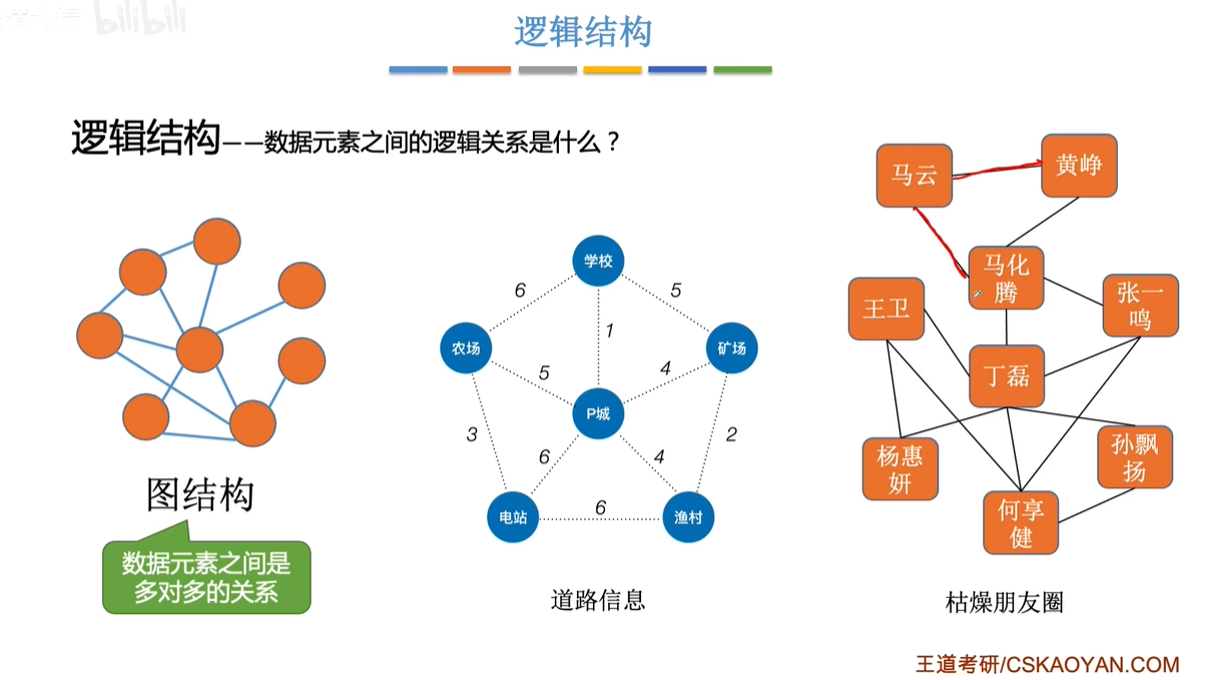 bilibili
逻辑结构
逻辑结构——数据元素之间的逻辑关系是什么？
图结构
数据元素之间是
多对多的关系
学校
6
5
1
农场
矿场
5
4
P城
3
2
6
4
电站
6
渔村
道路信息
马云
黄峥
马化
腾
王卫
张一
鸣
丁磊
杨惠
妍
孙飘
扬
何享
健
枯燥朋友圈
王道考研/CSKAOYAN.COM